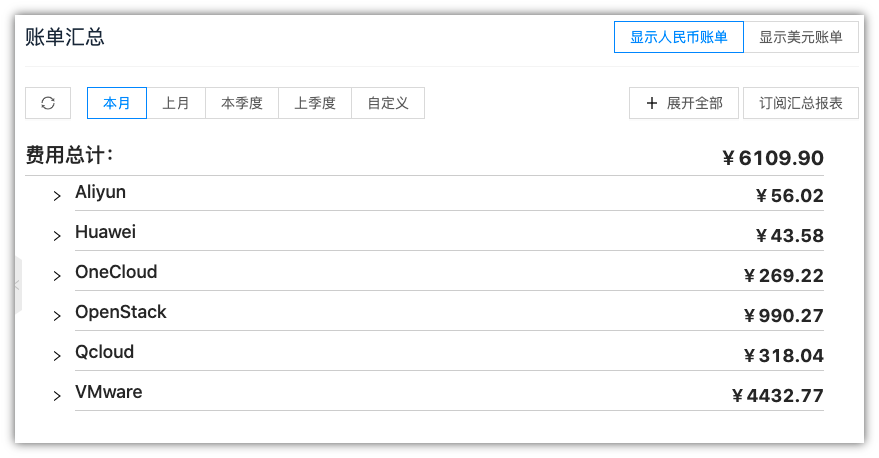 账单汇总 显示人民币账单 显示美元账单
本月 上月 本季度 上季度 自定义 + 展开全部 订阅汇总报表
费用总计： ¥6109.90
Aliyun ¥56.02
Huawei ¥43.58
OneCloud ¥269.22
OpenStack ¥990.27
Qcloud ¥318.04
VMware ¥4432.77